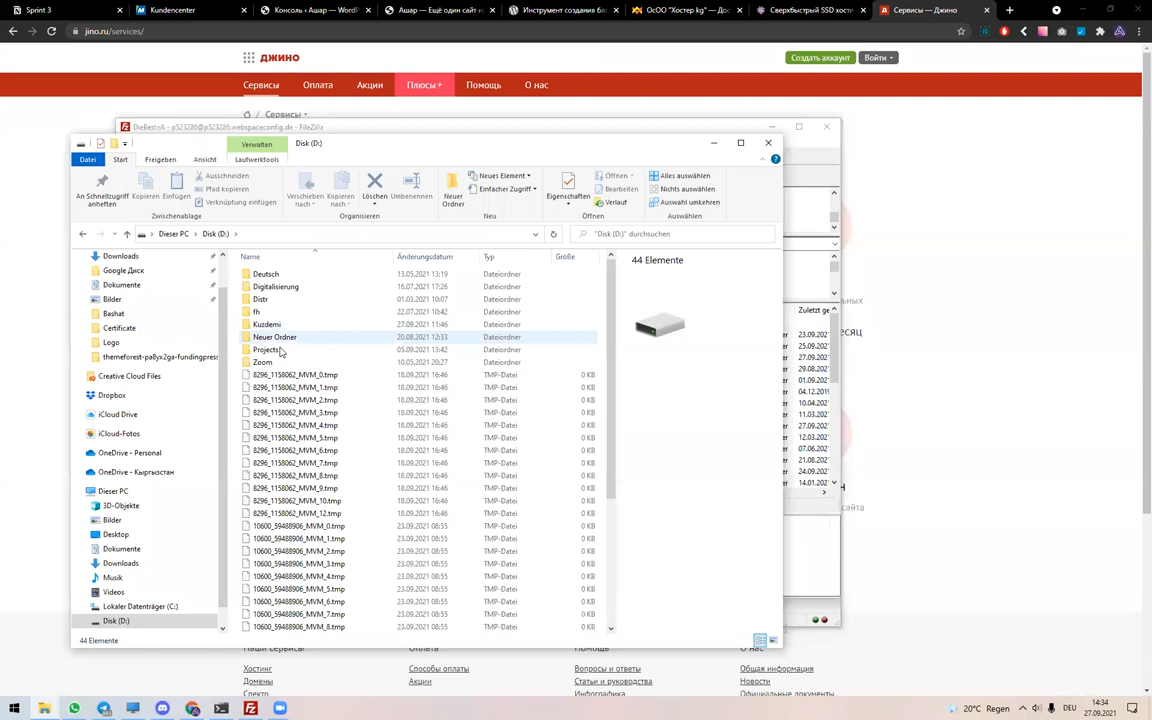 Sprint 3
Kundencenter
Консоль ‹ Ашар — WordP
Ашар — Ещё один сайт н
Инструмент создания бло
ОсОО "Хостер kg" — Дос
Сверхбыстрый SSD хости
Сервисы — Джино
jino.ru/services/
джино
Создать аккаунт
Войти
Сервисы
Оплата
Акции
Плюсы+
Помощь
О нас
Сервисы
DieBesteA - p523286@p523286.webspaceconfig.de - FileZilla
Verwalten
Disk (D:)
Datei
Start
Freigeben
Ansicht
Laufwerktools
An Schnellzugriff anheften
Kopieren
Einfügen
Ausschneiden
Pfad kopieren
Verknüpfung einfügen
Zwischenablage
Verschieben nach
Kopieren nach
Löschen
Umbenennen
Organisieren
Neuer Ordner
Neues Element
Einfacher Zugriff
Neu
Eigenschaften
Öffnen
Bearbeiten
Verlauf
Öffnen
Alles auswählen
Nichts auswählen
Auswahl umkehren
Auswählen
Dieser PC
Disk (D:)
"Disk (D:)" durchsuchen
Downloads
Google Диск
Dokumente
Bilder
Bashat
Certificate
Logo
themeforest-pa8yx2ga-fundingpress
Creative Cloud Files
Dropbox
iCloud Drive
iCloud-Fotos
OneDrive - Personal
OneDrive - Кыргызстан
Dieser PC
3D-Objekte
Bilder
Desktop
Dokumente
Downloads
Musik
Videos
Lokaler Datenträger (C:)
Disk (D:)
Name Änderungsdatum Typ Größe
Deutsch 13.05.2021 13:19 Dateiordner
Digitalisierung 16.07.2021 17:26 Dateiordner
Distr 01.03.2021 10:07 Dateiordner
fh 22.07.2021 10:42 Dateiordner
Kuzdemi 27.09.2021 11:46 Dateiordner
Neuer Ordner 20.08.2021 12:33 Dateiordner
Projects 05.09.2021 13:42 Dateiordner
Zoom 10.05.2021 20:27 Dateiordner
8296_1158062_MVM_0.tmp 18.09.2021 16:46 TMP-Datei 0 KB
8296_1158062_MVM_1.tmp 18.09.2021 16:46 TMP-Datei 0 KB
8296_1158062_MVM_2.tmp 18.09.2021 16:46 TMP-Datei 0 KB
8296_1158062_MVM_3.tmp 18.09.2021 16:46 TMP-Datei 0 KB
8296_1158062_MVM_4.tmp 18.09.2021 16:46 TMP-Datei 0 KB
8296_1158062_MVM_5.tmp 18.09.2021 16:46 TMP-Datei 0 KB
8296_1158062_MVM_6.tmp 18.09.2021 16:46 TMP-Datei 0 KB
8296_1158062_MVM_7.tmp 18.09.2021 16:46 TMP-Datei 0 KB
8296_1158062_MVM_8.tmp 18.09.2021 16:46 TMP-Datei 0 KB
8296_1158062_MVM_9.tmp 18.09.2021 16:46 TMP-Datei 0 KB
8296_1158062_MVM_10.tmp 18.09.2021 16:46 TMP-Datei 0 KB
8296_1158062_MVM_12.tmp 18.09.2021 16:46 TMP-Datei 0 KB
10600_59488906_MVM_0.tmp 23.09.2021 08:55 TMP-Datei 0 KB
10600_59488906_MVM_1.tmp 23.09.2021 08:55 TMP-Datei 0 KB
10600_59488906_MVM_2.tmp 23.09.2021 08:55 TMP-Datei 0 KB
10600_59488906_MVM_3.tmp 23.09.2021 08:55 TMP-Datei 0 KB
10600_59488906_MVM_4.tmp 23.09.2021 08:55 TMP-Datei 0 KB
10600_59488906_MVM_5.tmp 23.09.2021 08:55 TMP-Datei 0 KB
10600_59488906_MVM_6.tmp 23.09.2021 08:55 TMP-Datei 0 KB
10600_59488906_MVM_7.tmp 23.09.2021 08:55 TMP-Datei 0 KB
10600_59488906_MVM_8.tmp 23.09.2021 08:55 TMP-Datei 0 KB
44 Elemente
44 Elemente
Zuletzt ge
23.09.202
25.09.202
27.09.202
29.08.202
01.09.202
04.12.201
10.04.202
11.03.202
27.09.202
12.03.202
07.06.202
21.08.202
24.09.202
14.01.202
льных
есяц
сайта
Наши сервисы
Оплата
Помощь
О нас
Хостинг
Способы оплаты
Вопросы и ответы
Общая информация
Домены
Акции
Статьи и руководства
Новости
Спектр
Инфографика
Официальные документы
20°C Regen
DEU
14:34
27.09.2021